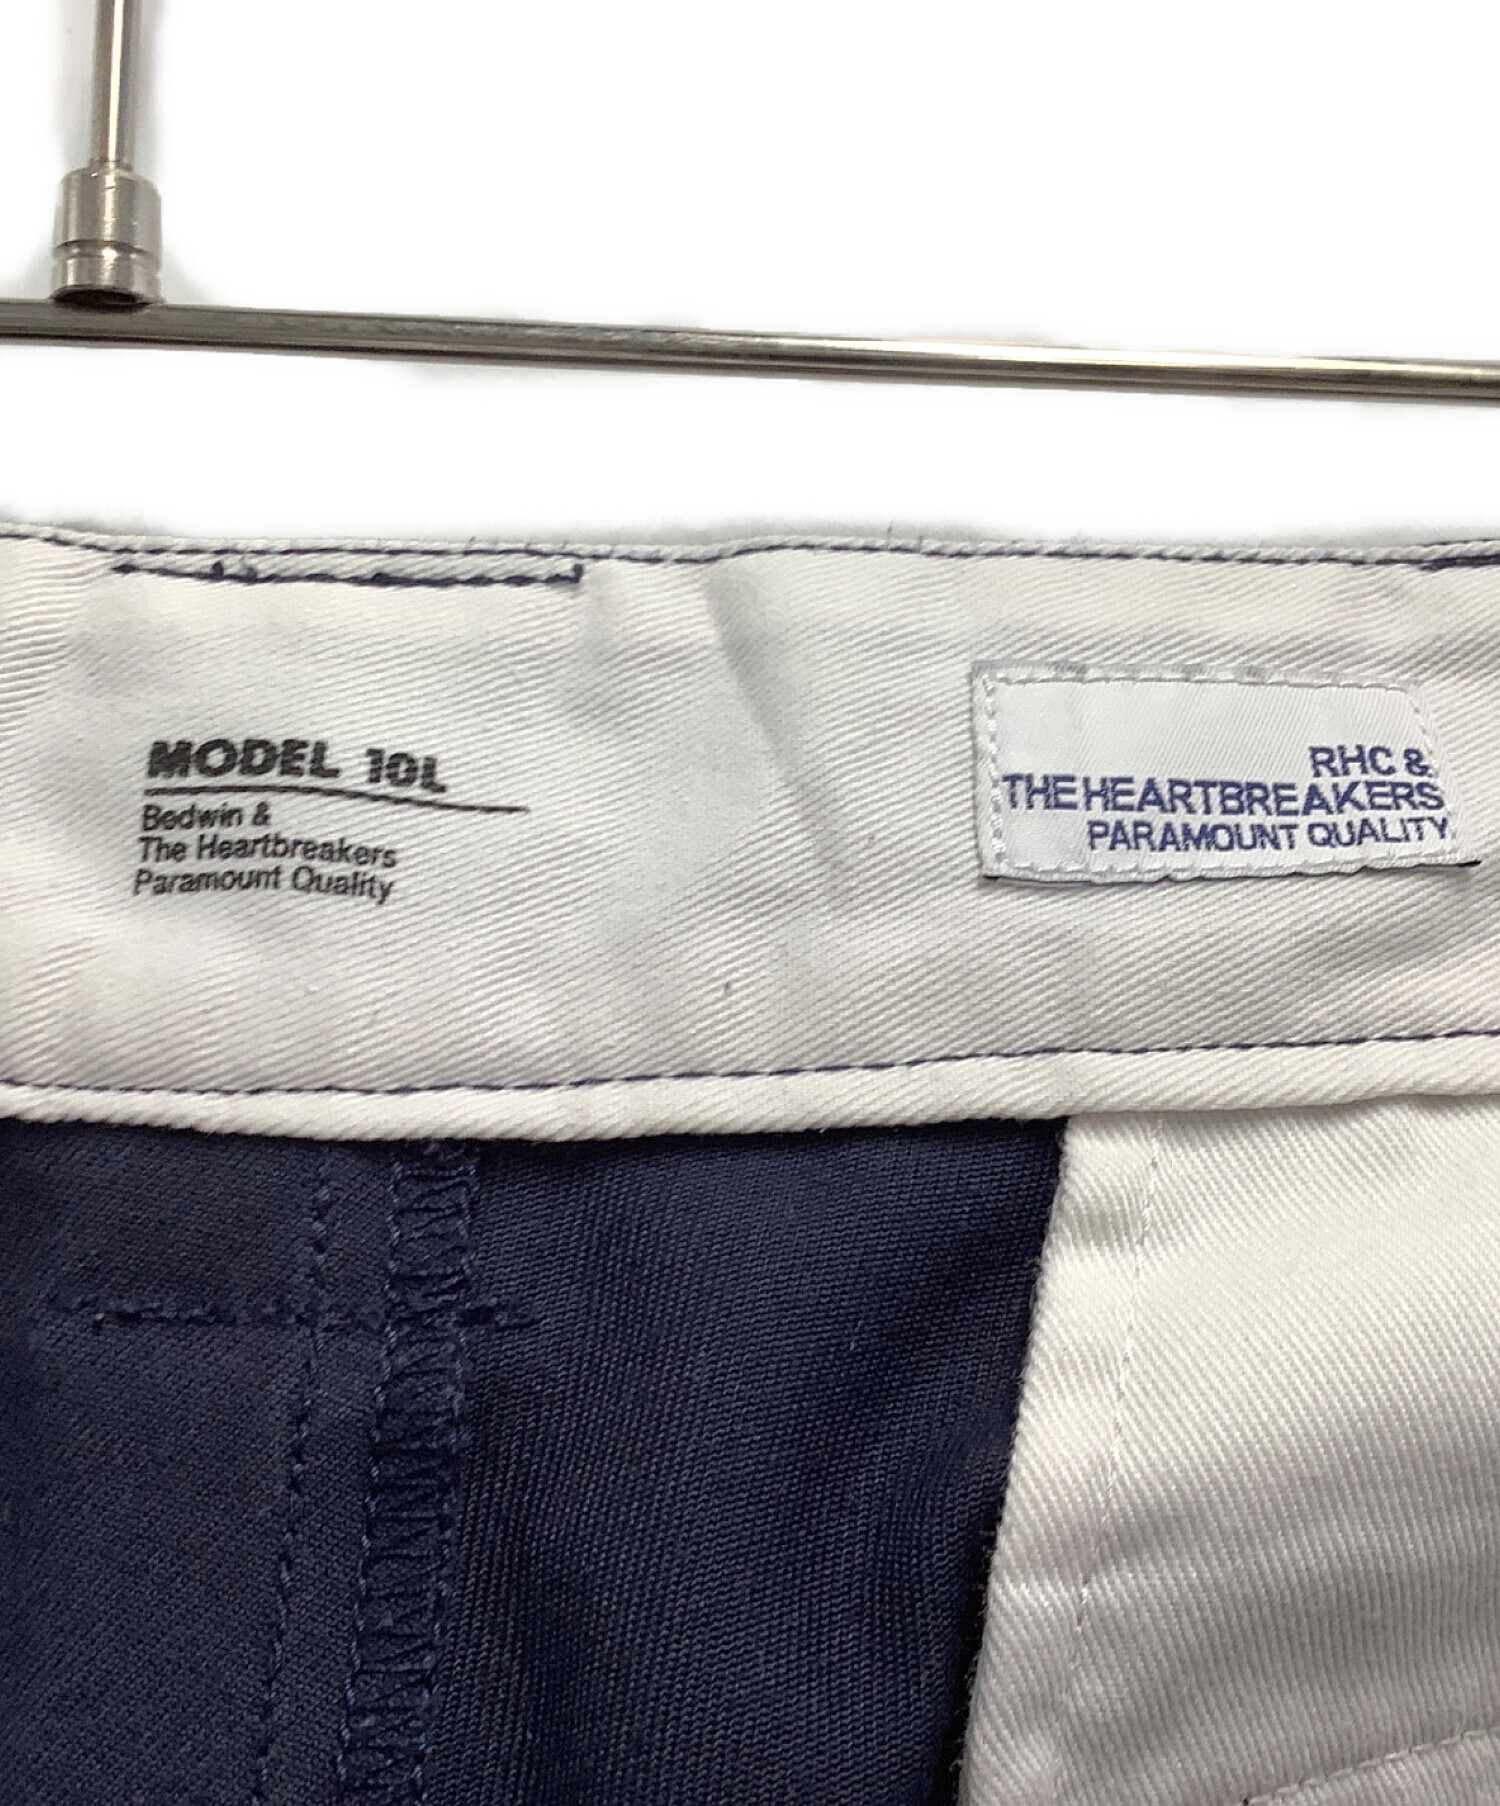 MODEL 10L
Bedwin &
The Heartbreakers
Paramount Quality
RHC &
THE HEARTBREAKERS
PARAMOUNT QUALITY